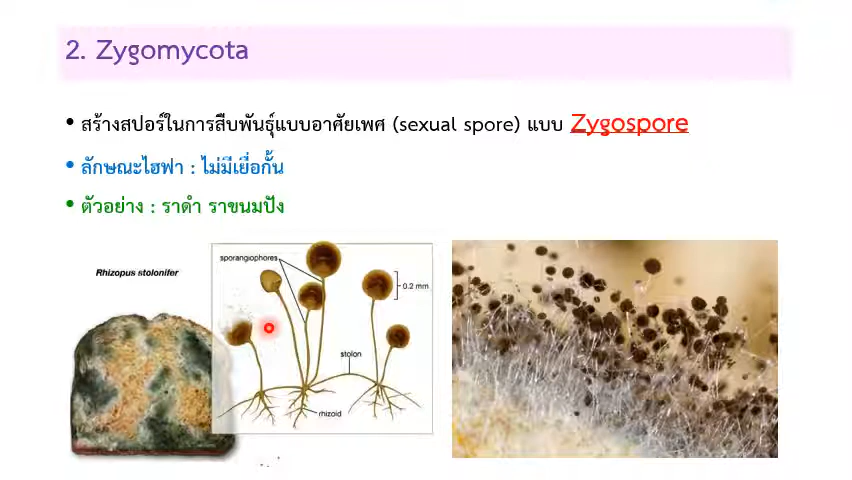 2. Zygomycota
• สร้างสปอร์ในการสืบพันธุ์แบบอาศัยเพศ (sexual spore) แบบ Zygospore
• ลักษณะไฮฟา : ไม่มีเยื่อกั้น
• ตัวอย่าง : ราดำ ราขนมปัง
Rhizopus stolonifer
sporangiophores
0.2 mm
stolon
rhizoid